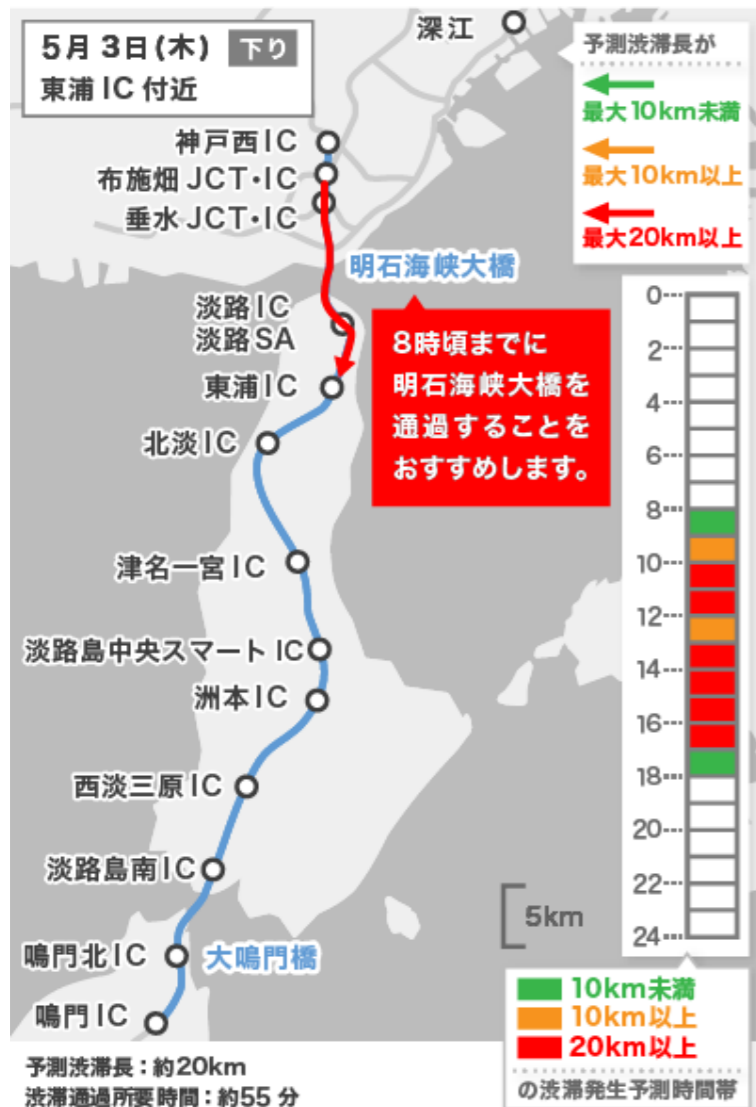 5月3日(木) 下り
東浦IC付近
深江
神戸西IC
布施畑JCT・IC
垂水JCT・IC
明石海峡大橋
淡路IC
淡路SA
東浦IC
北淡IC
津名一宮IC
淡路島中央スマートIC
洲本IC
西淡三原IC
淡路島南IC
鳴門北IC
大鳴門橋
鳴門IC
8時頃までに
明石海峡大橋を
通過することを
おすすめします。
予測渋滞長が
最大10km未満
最大10km以上
最大20km以上
0
2
4
6
8
10
12
14
16
18
20
22
24
5km
10km未満
10km以上
20km以上
の渋滞発生予測時間帯
予測渋滞長：約20km
渋滞通過所要時間：約55分